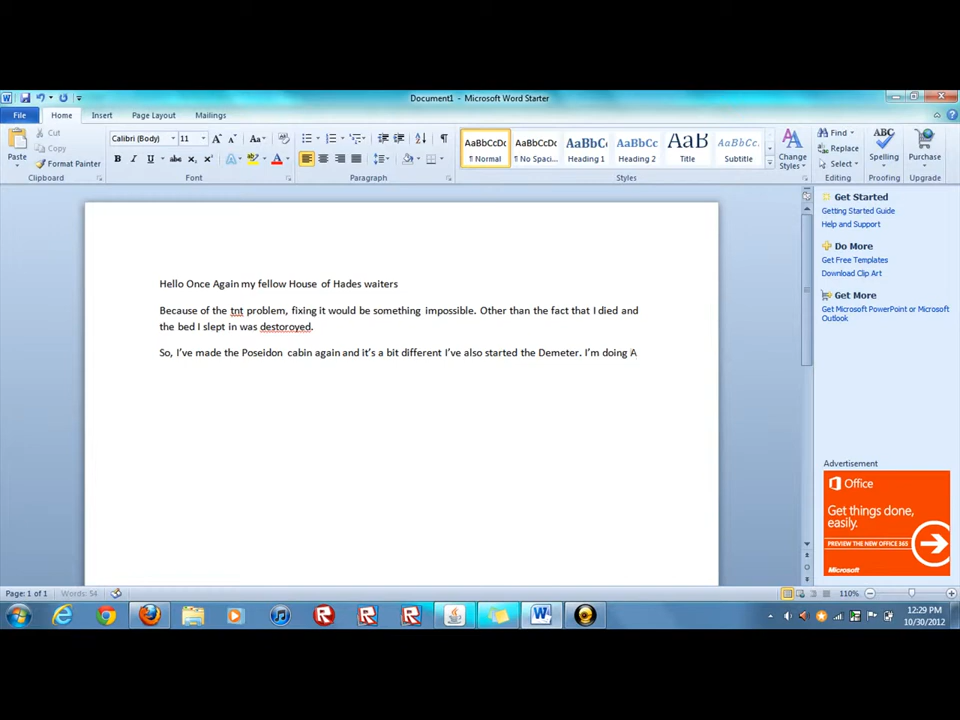 Document1 - Microsoft Word Starter
File Home Insert Page Layout Mailings
Paste
Cut
Copy
Format Painter
Clipboard
Calibri (Body) 11
Font
Paragraph
AaBbCcDc AaBbCcDc AaBbCc AaBbCc AaB AaBbCc.
¶ Normal ¶ No Spaci... Heading 1 Heading 2 Title Subtitle
Styles
Change Styles
Find
Replace
Select
Editing
ABC
Spelling
Proofing
Purchase
Upgrade
Hello Once Again my fellow House of Hades waiters
Because of the tnt problem, fixing it would be something impossible. Other than the fact that I died and
the bed I slept in was destoroyed.
So, I've made the Poseidon cabin again and it's a bit different I've also started the Demeter. I'm doing A
Get Started
Getting Started Guide
Help and Support
Do More
Get Free Templates
Download Clip Art
Get More
Get Microsoft PowerPoint or Microsoft
Outlook
Advertisement
Office
Get things done,
easily.
PREVIEW THE NEW OFFICE 365
Microsoft
Page: 1 of 1 Words: 54 110%
12:29 PM
10/30/2012